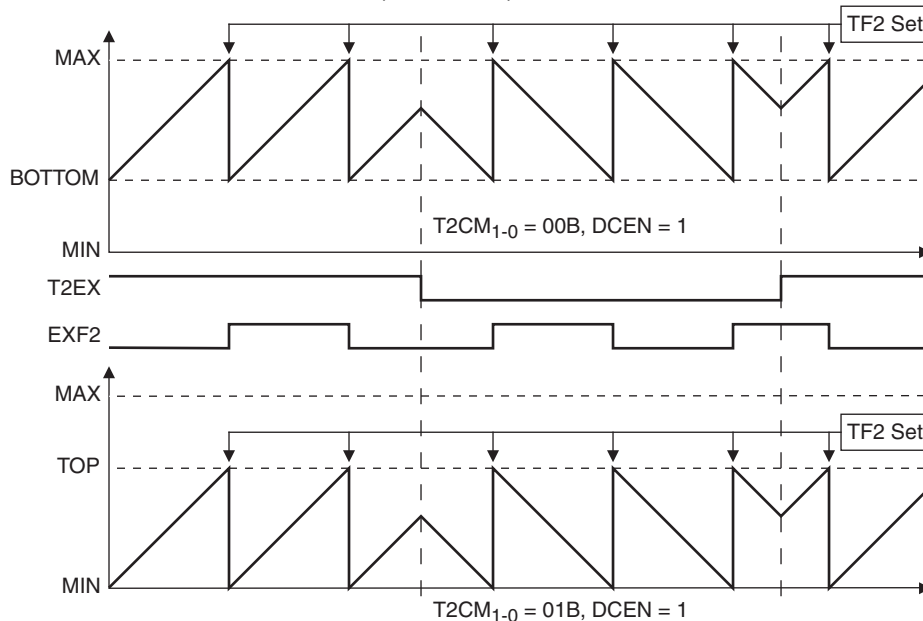 TF2 Set
MAX
BOTTOM
T2CM1-0 = 00B, DCEN = 1
MIN
T2EX
EXF2
MAX
TF2 Set
TOP
MIN
T2CM1-0 = 01B, DCEN = 1